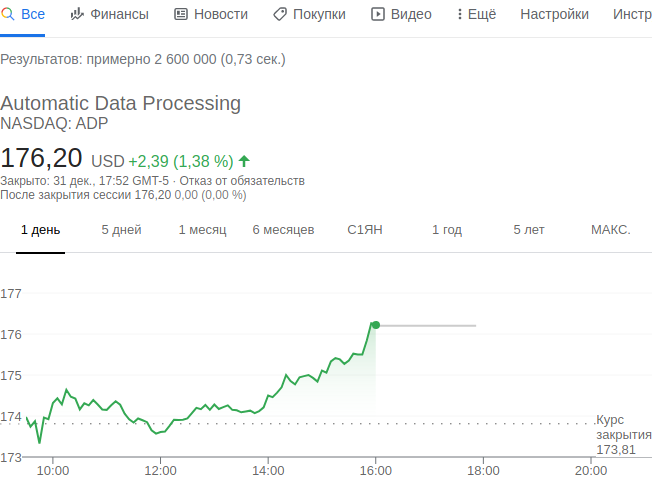 Все Финансы Новости Покупки Видео Ещё Настройки Инстр
Результатов: примерно 2 600 000 (0,73 сек.)
Automatic Data Processing
NASDAQ: ADP
176,20 USD +2,39 (1,38 %)
Закрыто: 31 дек., 17:52 GMT-5 · Отказ от обязательств
После закрытия сессии 176,20 0,00 (0,00 %)
1 день 5 дней 1 месяц 6 месяцев С1ЯН 1 год 5 лет МАКС.
177
176
175
174
Курс
закрытия
173,81
173
10:00 12:00 14:00 16:00 18:00 20:00